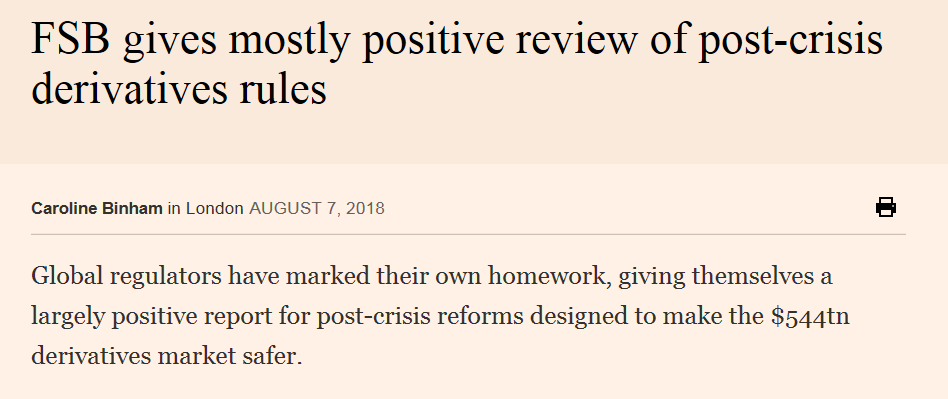 FSB gives mostly positive review of post-crisis
derivatives rules
Caroline Binham in London AUGUST 7, 2018
Global regulators have marked their own homework, giving themselves a
largely positive report for post-crisis reforms designed to make the $544tn
derivatives market safer.